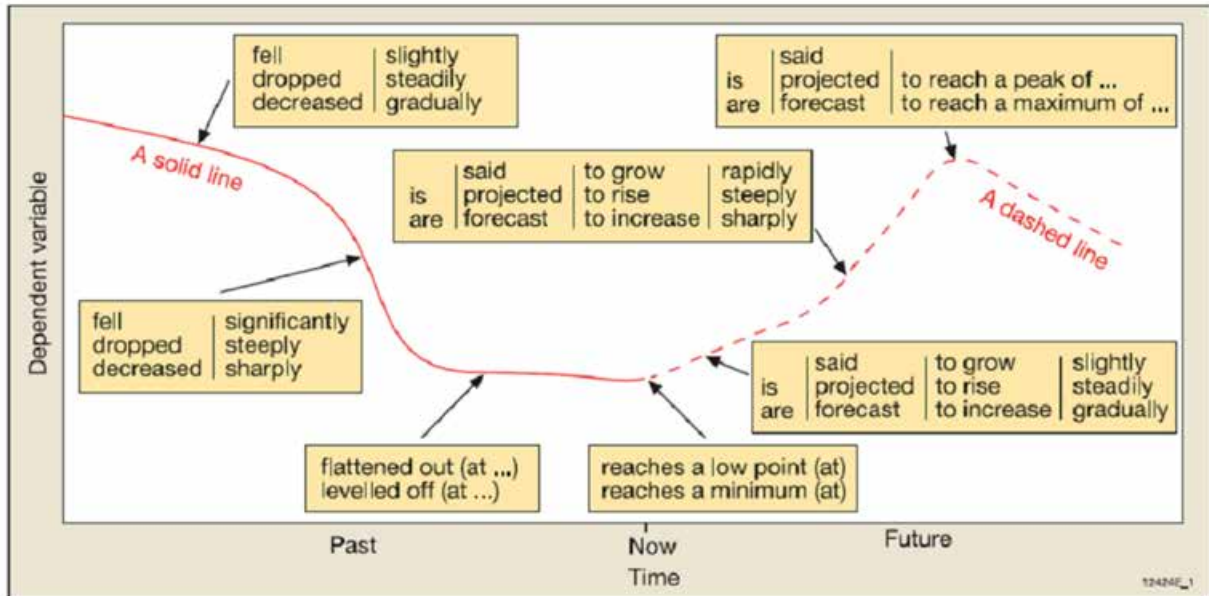 fell slightly
dropped steadily
decreased gradually
said
is projected to reach a peak of ...
are forecast to reach a maximum of ...
A solid line
said to grow rapidly
is projected to rise steeply
are forecast to increase sharply
A dashed line
Dependent variable
fell significantly
dropped steeply
decreased sharply
said to grow slightly
is projected to rise steadily
are forecast to increase gradually
flattened out (at ...)
levelled off (at ...)
reaches a low point (at)
reaches a minimum (at)
Past Now Future
Time
12424E_1